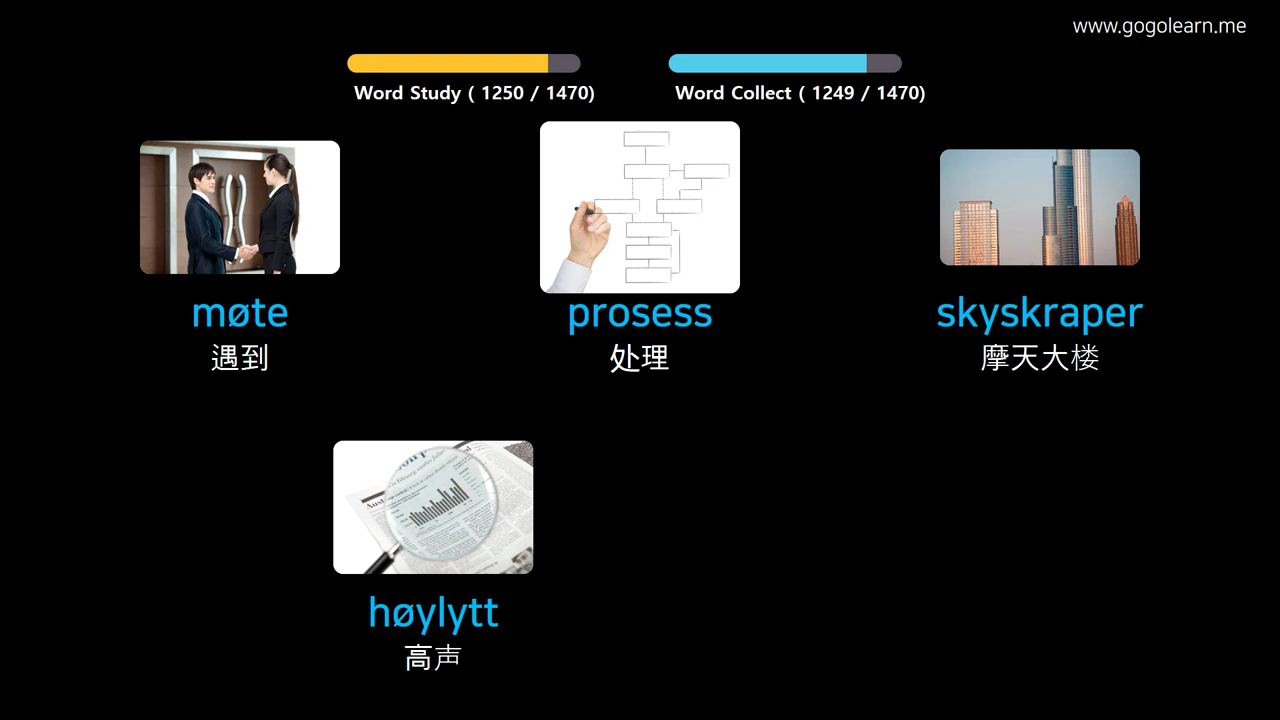 www.gogolearn.me
Word Study ( 1250 / 1470)
Word Collect ( 1249 / 1470)
møte
遇到
prosess
处理
skyskraper
摩天大楼
høylytt
高声